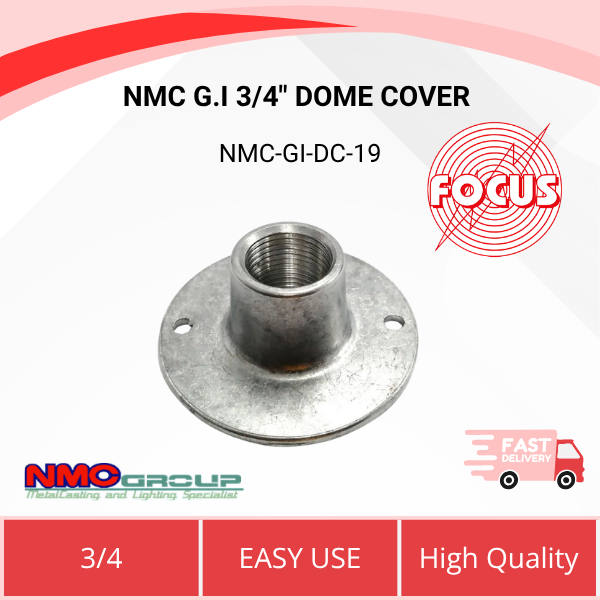 NMC G.I 3/4" DOME COVER
NMC-GI-DC-19
FOCUS
FAST
DELIVERY
NMC GROUP
MetalCasting and Lighting Specialist
3/4
EASY USE
High Quality